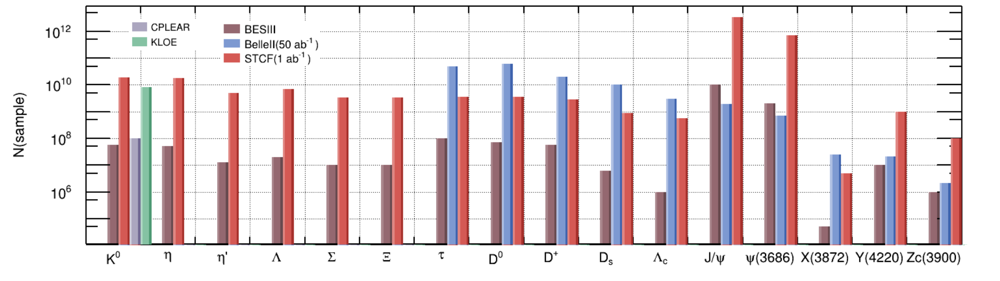 CPLEAR
KLOE
BESIII
BelleII(50 ab⁻¹ )
STCF(1 ab⁻¹ )
N(sample)
10¹²
10¹⁰
10⁸
10⁶
K⁰ η η' Λ Σ Ξ τ D⁰ D⁺ Dₛ Λ꜀ J/ψ ψ(3686) X(3872) Y(4220) Zc(3900)